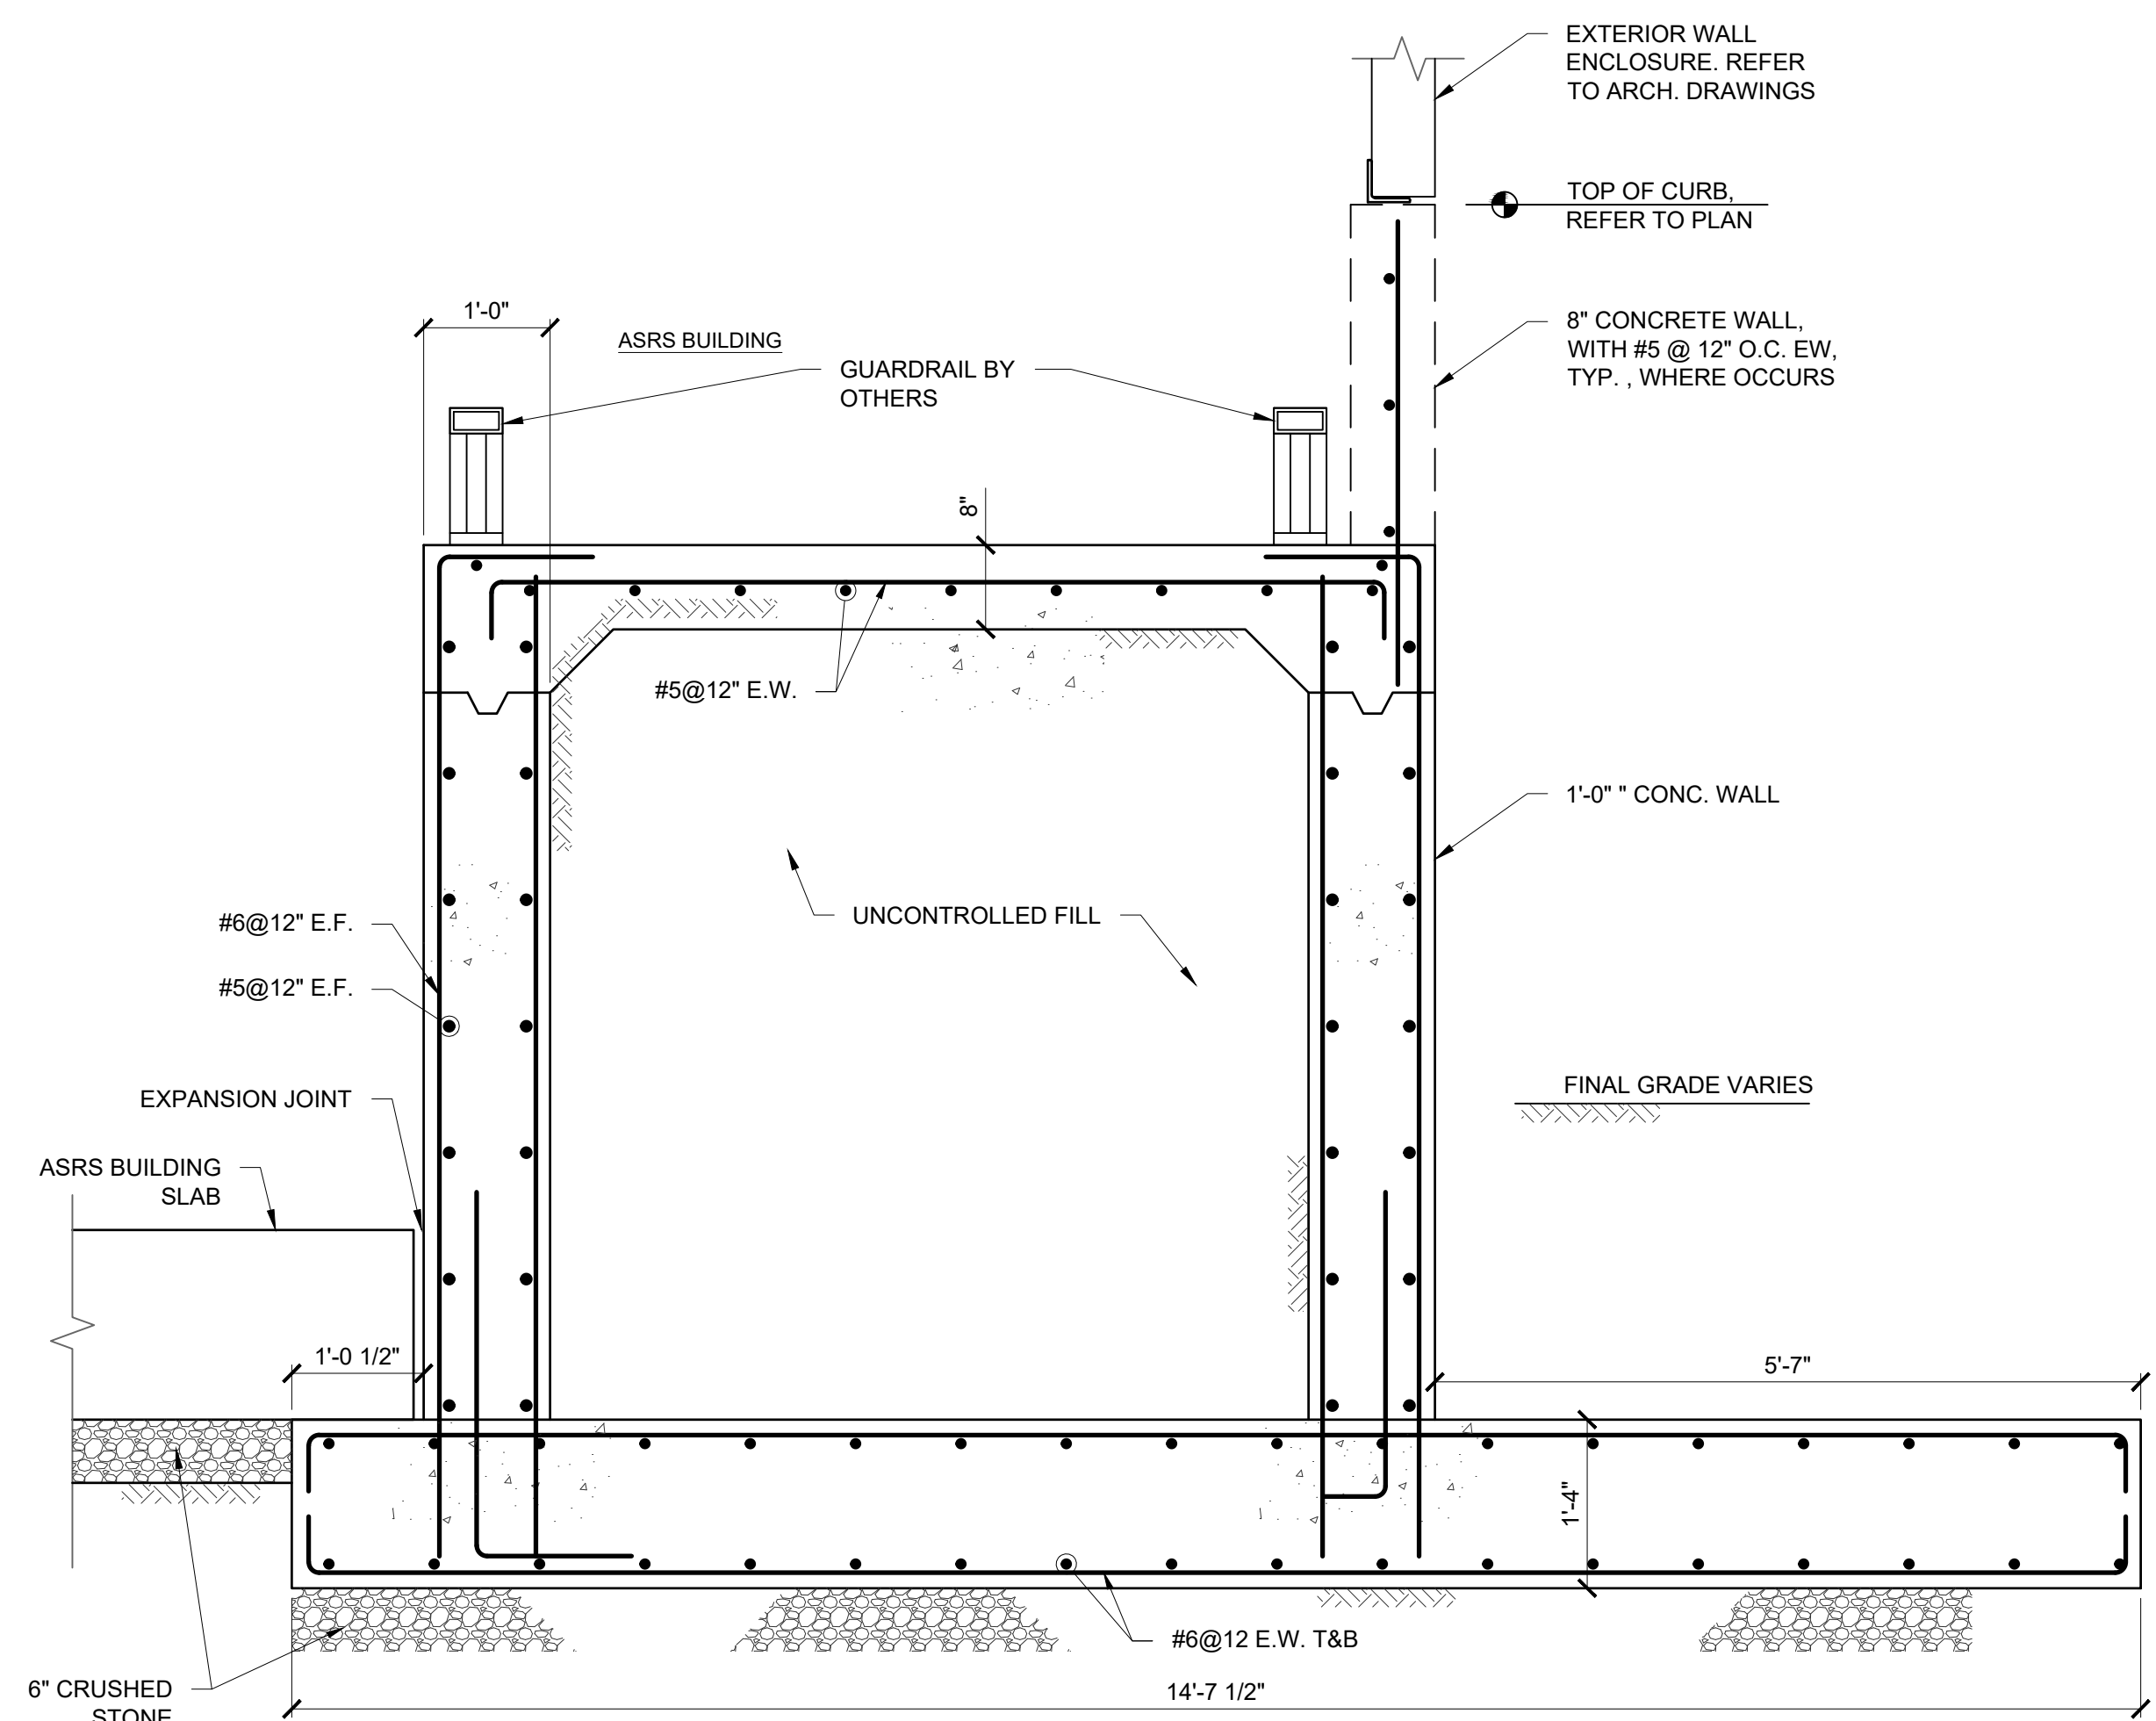 EXTERIOR WALL
ENCLOSURE. REFER
TO ARCH. DRAWINGS
TOP OF CURB,
REFER TO PLAN
1'-0"
ASRS BUILDING
GUARDRAIL BY
OTHERS
8" CONCRETE WALL,
WITH #5 @ 12" O.C. EW,
TYP. , WHERE OCCURS
8"
#5@12" E.W.
1'-0" " CONC. WALL
UNCONTROLLED FILL
#6@12" E.F.
#5@12" E.F.
EXPANSION JOINT
FINAL GRADE VARIES
ASRS BUILDING
SLAB
1'-0 1/2"
5'-7"
1'-4"
#6@12 E.W. T&B
6" CRUSHED
STONE
14'-7 1/2"